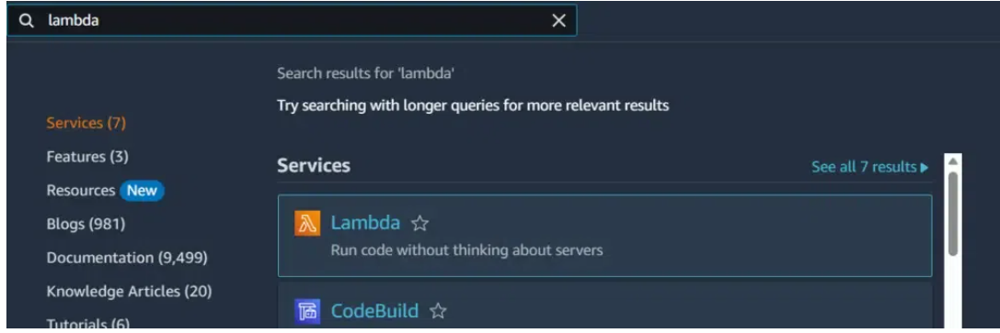 lambda
Search results for 'lambda'
Try searching with longer queries for more relevant results
Services (7)
Features (3)
Resources New
Blogs (981)
Documentation (9,499)
Knowledge Articles (20)
Tutorials (6)
Services
See all 7 results
Lambda
Run code without thinking about servers
CodeBuild